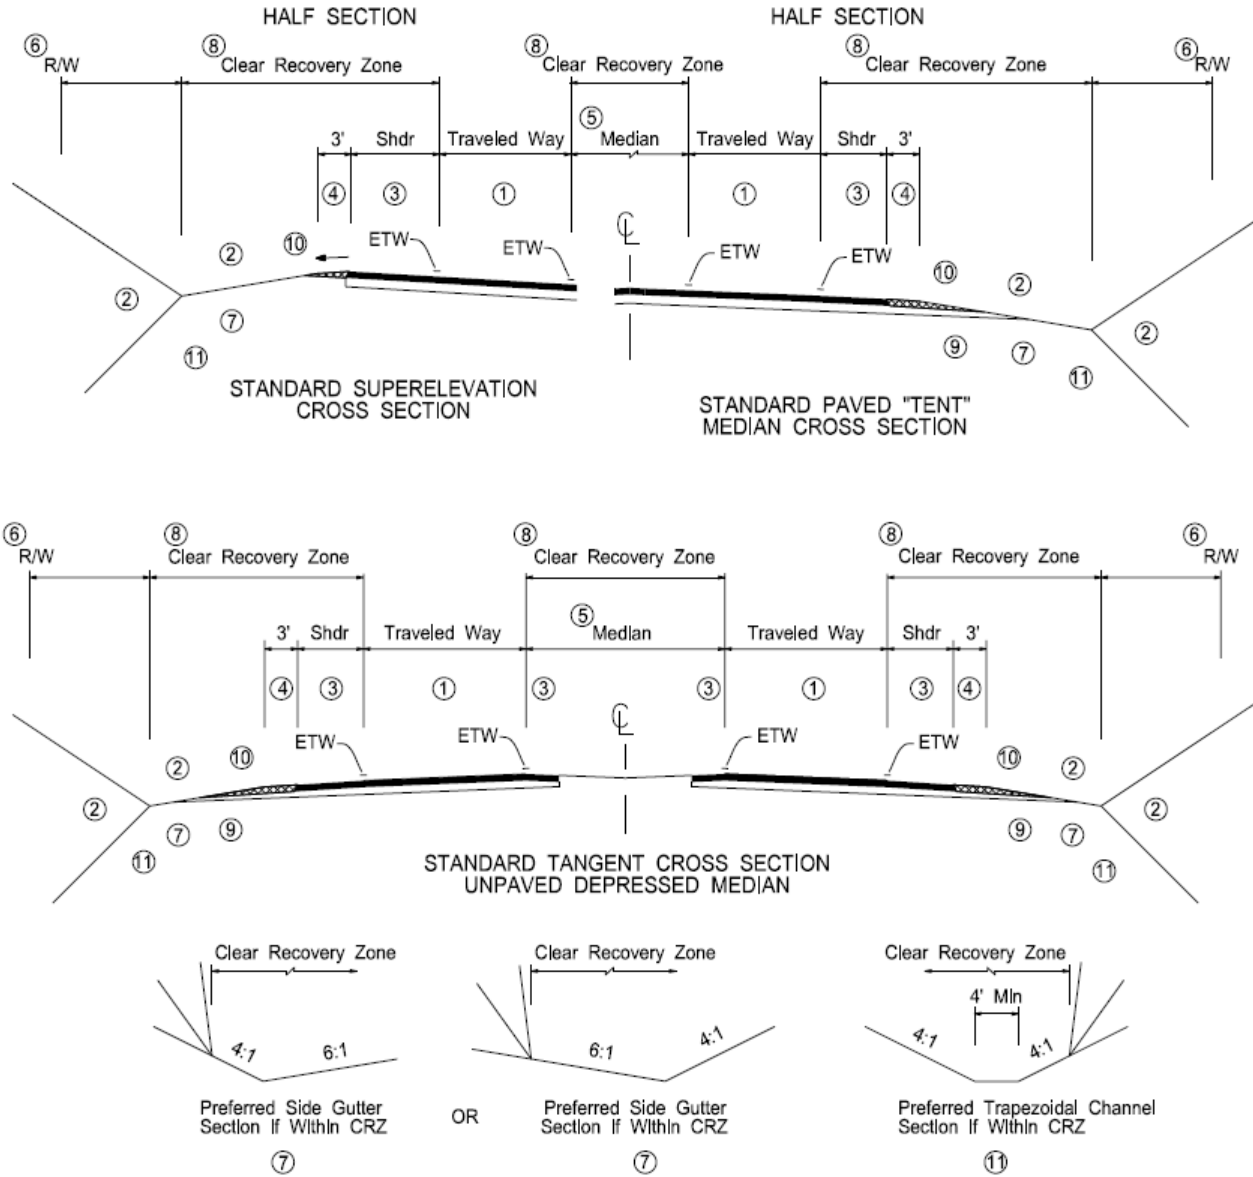 HALF SECTION
HALF SECTION
⑥ ⑧ ⑧ ⑧ ⑥
R/W Clear Recovery Zone Clear Recovery Zone Clear Recovery Zone R/W
⑤
3' Shdr Traveled Way Median Traveled Way Shdr 3'
④ ③ ① ① ③ ④
CL
⑩ ETW ETW ETW ETW
② ⑩ ②
② ⑦ ⑨ ⑦ ②
⑪ ⑪
STANDARD SUPERELEVATION
CROSS SECTION
STANDARD PAVED "TENT"
MEDIAN CROSS SECTION
⑥ ⑧ ⑧ ⑧ ⑥
R/W Clear Recovery Zone Clear Recovery Zone Clear Recovery Zone R/W
⑤
3' Shdr Traveled Way Median Traveled Way Shdr 3'
④ ③ ① ③ ③ ① ③ ④
CL
ETW ETW ETW ETW
② ⑩ ⑩ ②
② ⑦ ⑨ ⑨ ⑦ ②
⑪ ⑪
STANDARD TANGENT CROSS SECTION
UNPAVED DEPRESSED MEDIAN
Clear Recovery Zone Clear Recovery Zone Clear Recovery Zone
4' Min
4:1 6:1 6:1 4:1 4:1 4:1
Preferred Side Gutter
Section If Within CRZ
⑦
OR
Preferred Side Gutter
Section If Within CRZ
⑦
Preferred Trapezoidal Channel
Section If Within CRZ
⑪